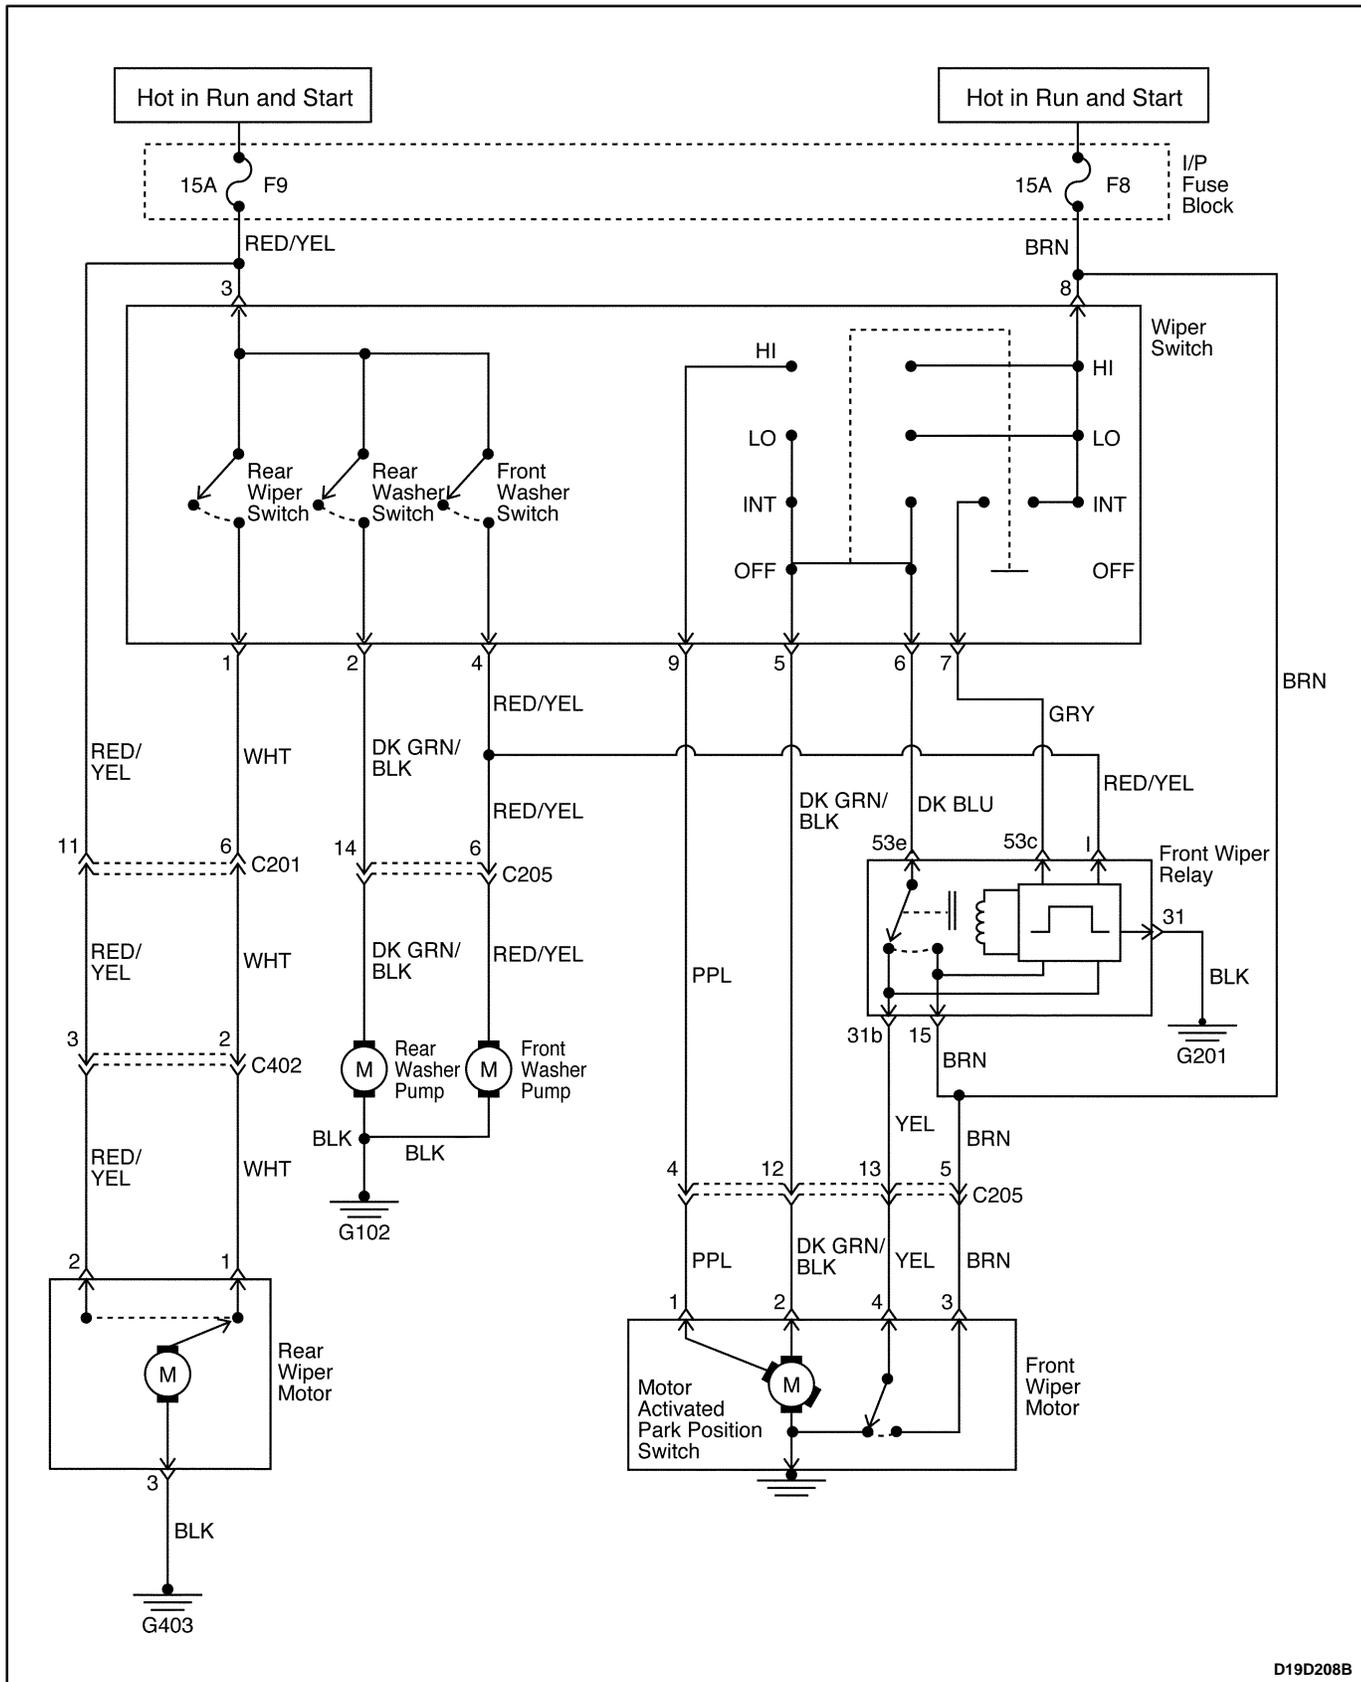 Hot in Run and Start
Hot in Run and Start
15A
F9
15A
F8
I/P
Fuse
Block
RED/YEL
BRN
3
8
Wiper
Switch
HI
HI
LO
LO
Rear
Wiper
Switch
Rear
Washer
Switch
Front
Washer
Switch
INT
INT
OFF
OFF
1
2
4
9
5
6
7
RED/YEL
GRY
BRN
RED/
YEL
WHT
DK GRN/
BLK
RED/YEL
DK GRN/
BLK
DK BLU
RED/YEL
11
6
C201
14
6
C205
53e
53c
I
Front Wiper
Relay
31
RED/
YEL
WHT
DK GRN/
BLK
RED/YEL
PPL
BLK
31b
15
G201
3
2
C402
M
Rear
Washer
Pump
M
Front
Washer
Pump
BRN
YEL
BRN
BLK
BLK
RED/
YEL
WHT
4
12
13
5
C205
G102
PPL
DK GRN/
BLK
YEL
BRN
2
1
1
2
4
3
M
Rear
Wiper
Motor
M
Motor
Activated
Park Position
Switch
Front
Wiper
Motor
3
BLK
G403
D19D208B